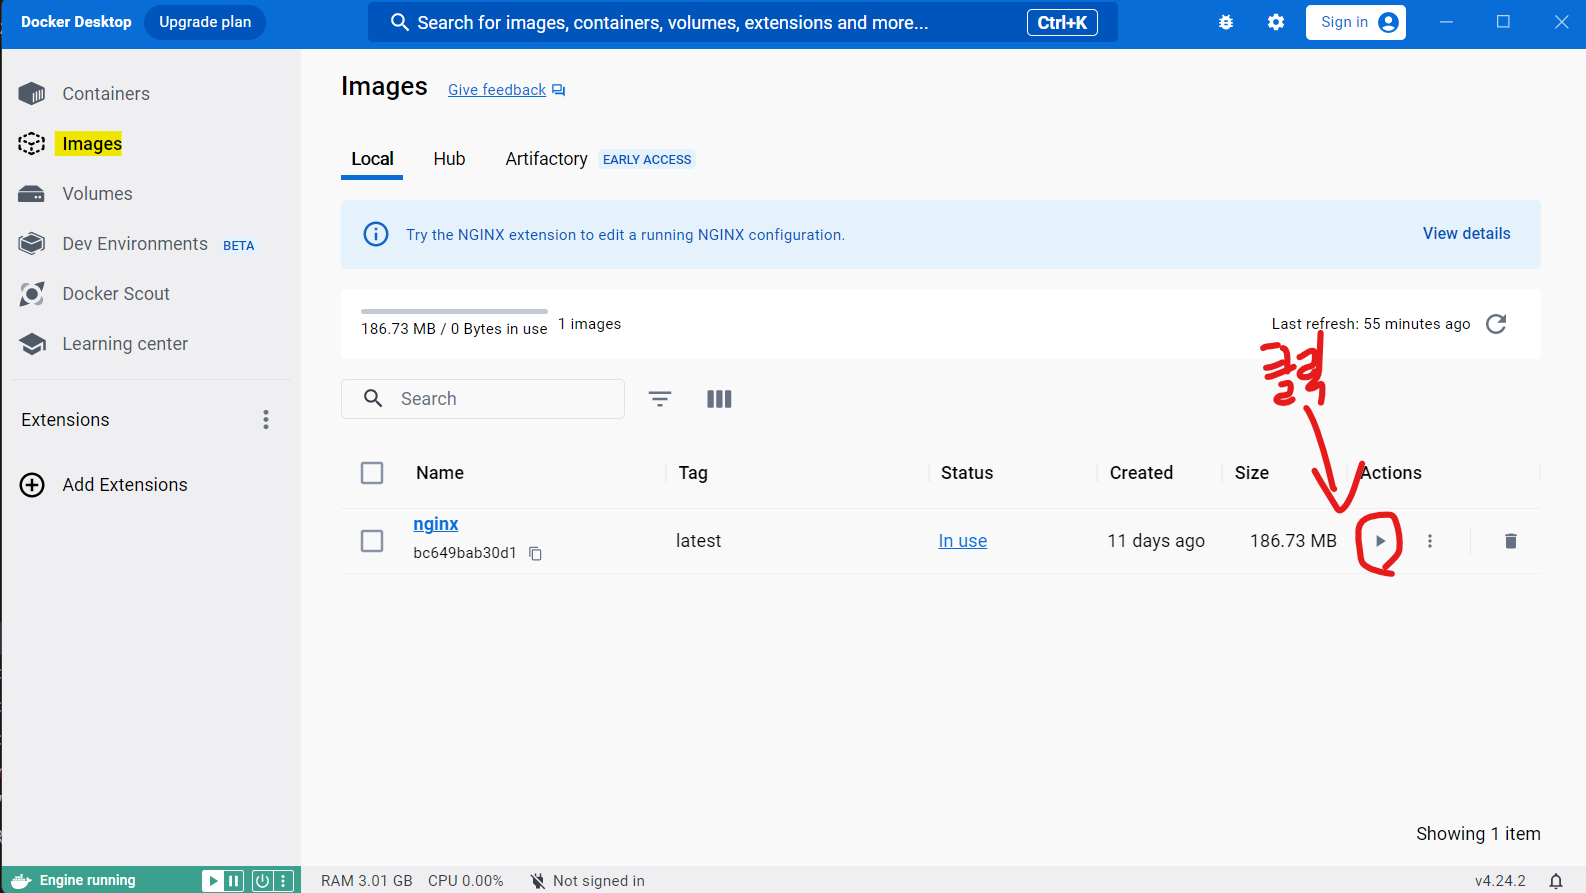 Docker Desktop
Upgrade plan
Search for images, containers, volumes, extensions and more...
Ctrl+K
Sign in
Containers
Images
Volumes
Dev Environments BETA
Docker Scout
Learning center
Extensions
Add Extensions
Images
Give feedback
Local
Hub
Artifactory EARLY ACCESS
Try the NGINX extension to edit a running NGINX configuration.
View details
186.73 MB / 0 Bytes in use
1 images
Last refresh: 55 minutes ago
클릭
Search
Name
Tag
Status
Created
Size
Actions
nginx
bc649bab30d1
latest
In use
11 days ago
186.73 MB
Showing 1 item
Engine running
RAM 3.01 GB
CPU 0.00%
Not signed in
v4.24.2